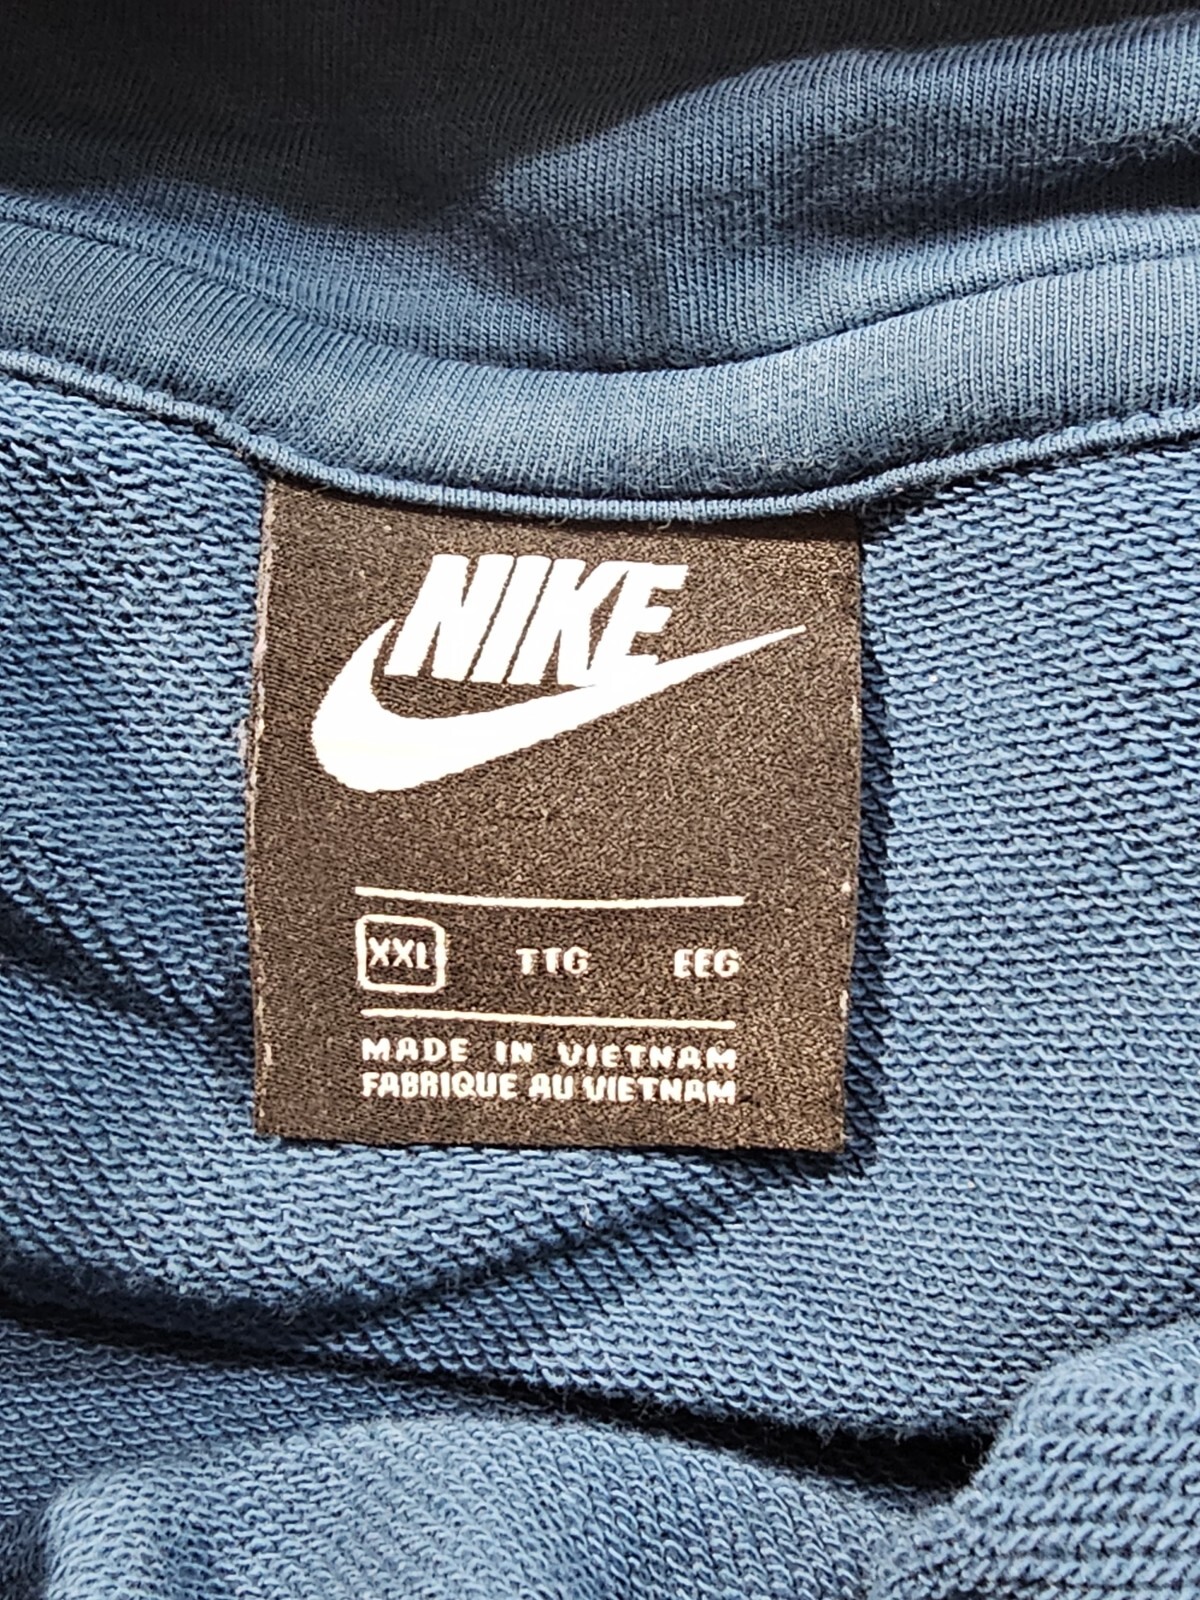 NIKE
XXL TTG EEG
MADE IN VIETNAM
FABRIQUE AU VIETNAM